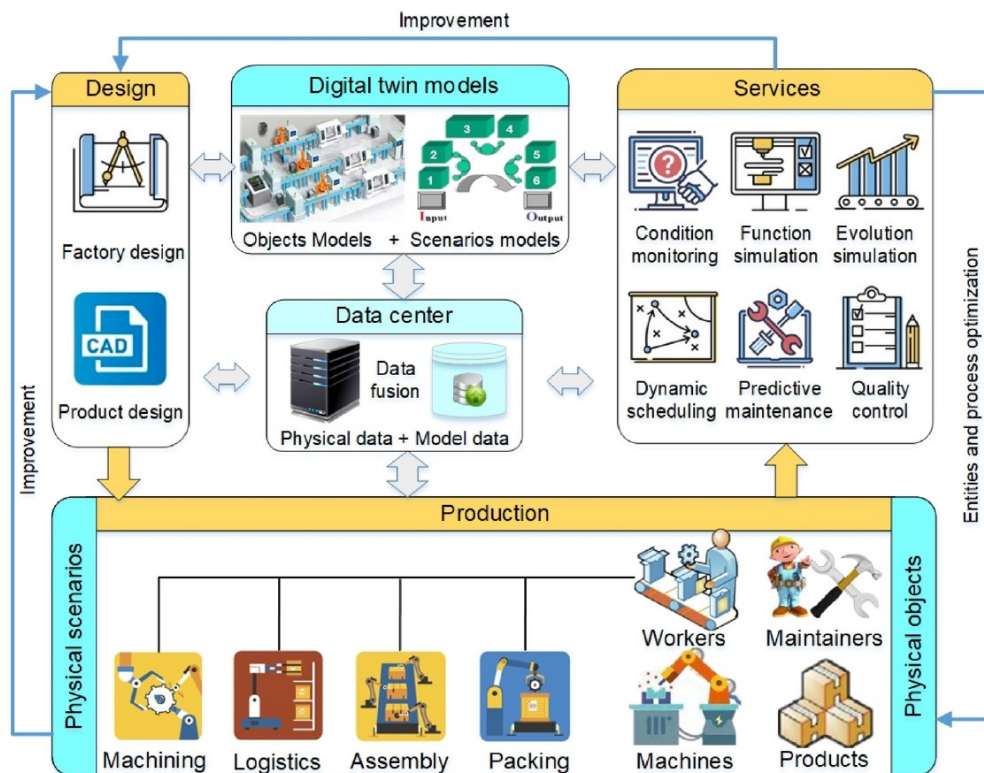 Improvement
Design
Factory design
CAD
Product design
Digital twin models
1
2
3
4
5
6
Input
Output
Objects Models + Scenarios models
Data center
Data
fusion
Physical data + Model data
Services
Condition
monitoring
Function
simulation
Evolution
simulation
Dynamic
scheduling
Predictive
maintenance
Quality
control
Improvement
Entities and process optimization
Production
Physical scenarios
Machining
Logistics
Assembly
Packing
Workers
Maintainers
Machines
Products
Physical objects